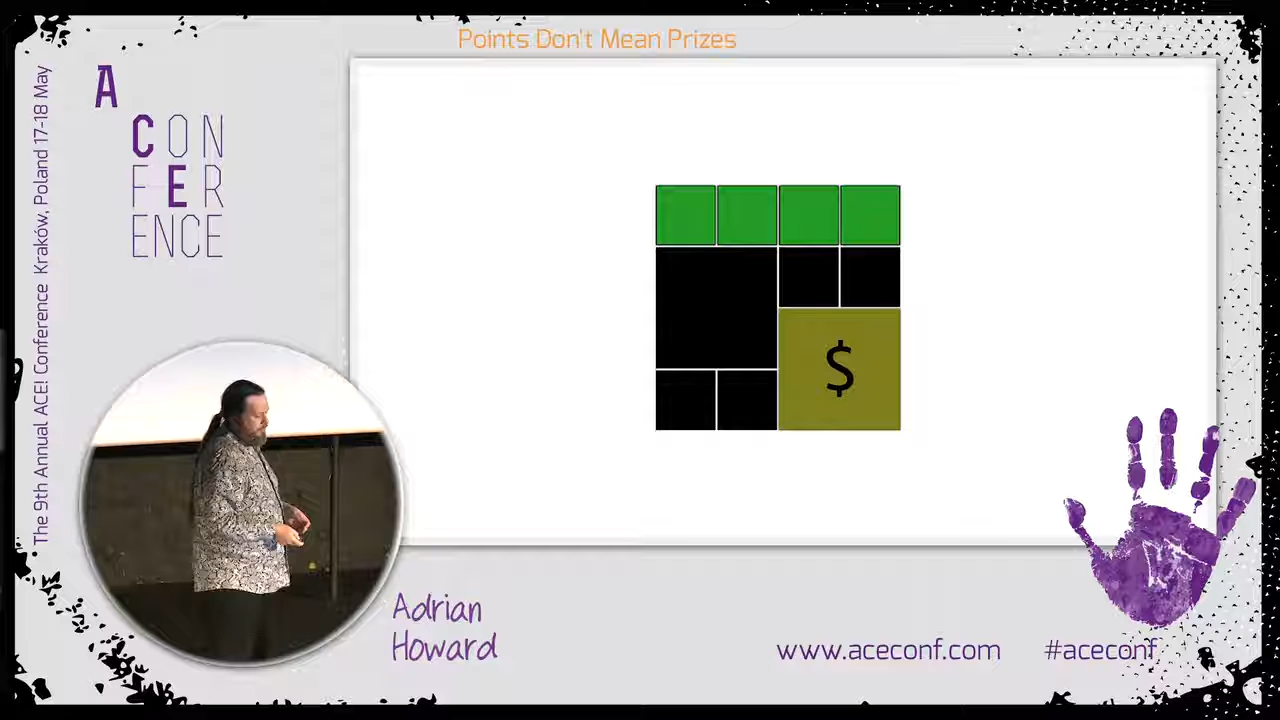 Points Don't Mean Prizes
The 9th Annual ACE! Conference Kraków, Poland 17-18 May
A
CON
FER
ENCE
$
Adrian
Howard
www.aceconf.com
#aceconf